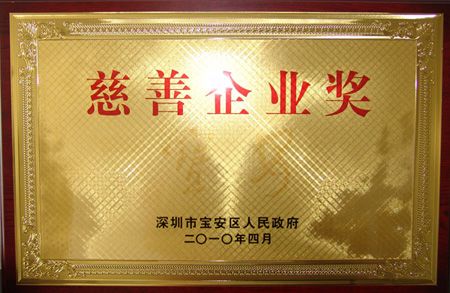 慈善企业奖
深圳市宝安区人民政府
二〇一〇年四月